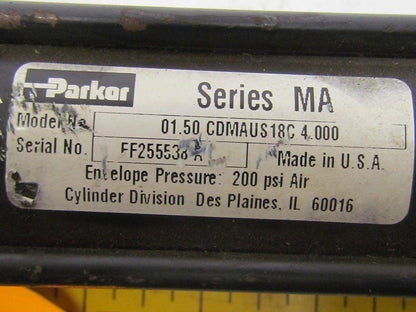 Parker Series MA
Model No. 01.50 CDMAUS18C 4.000
Serial No. FF255538 A Made in U.S.A.
Envelope Pressure: 200 psi Air
Cylinder Division Des Plaines, IL 60016